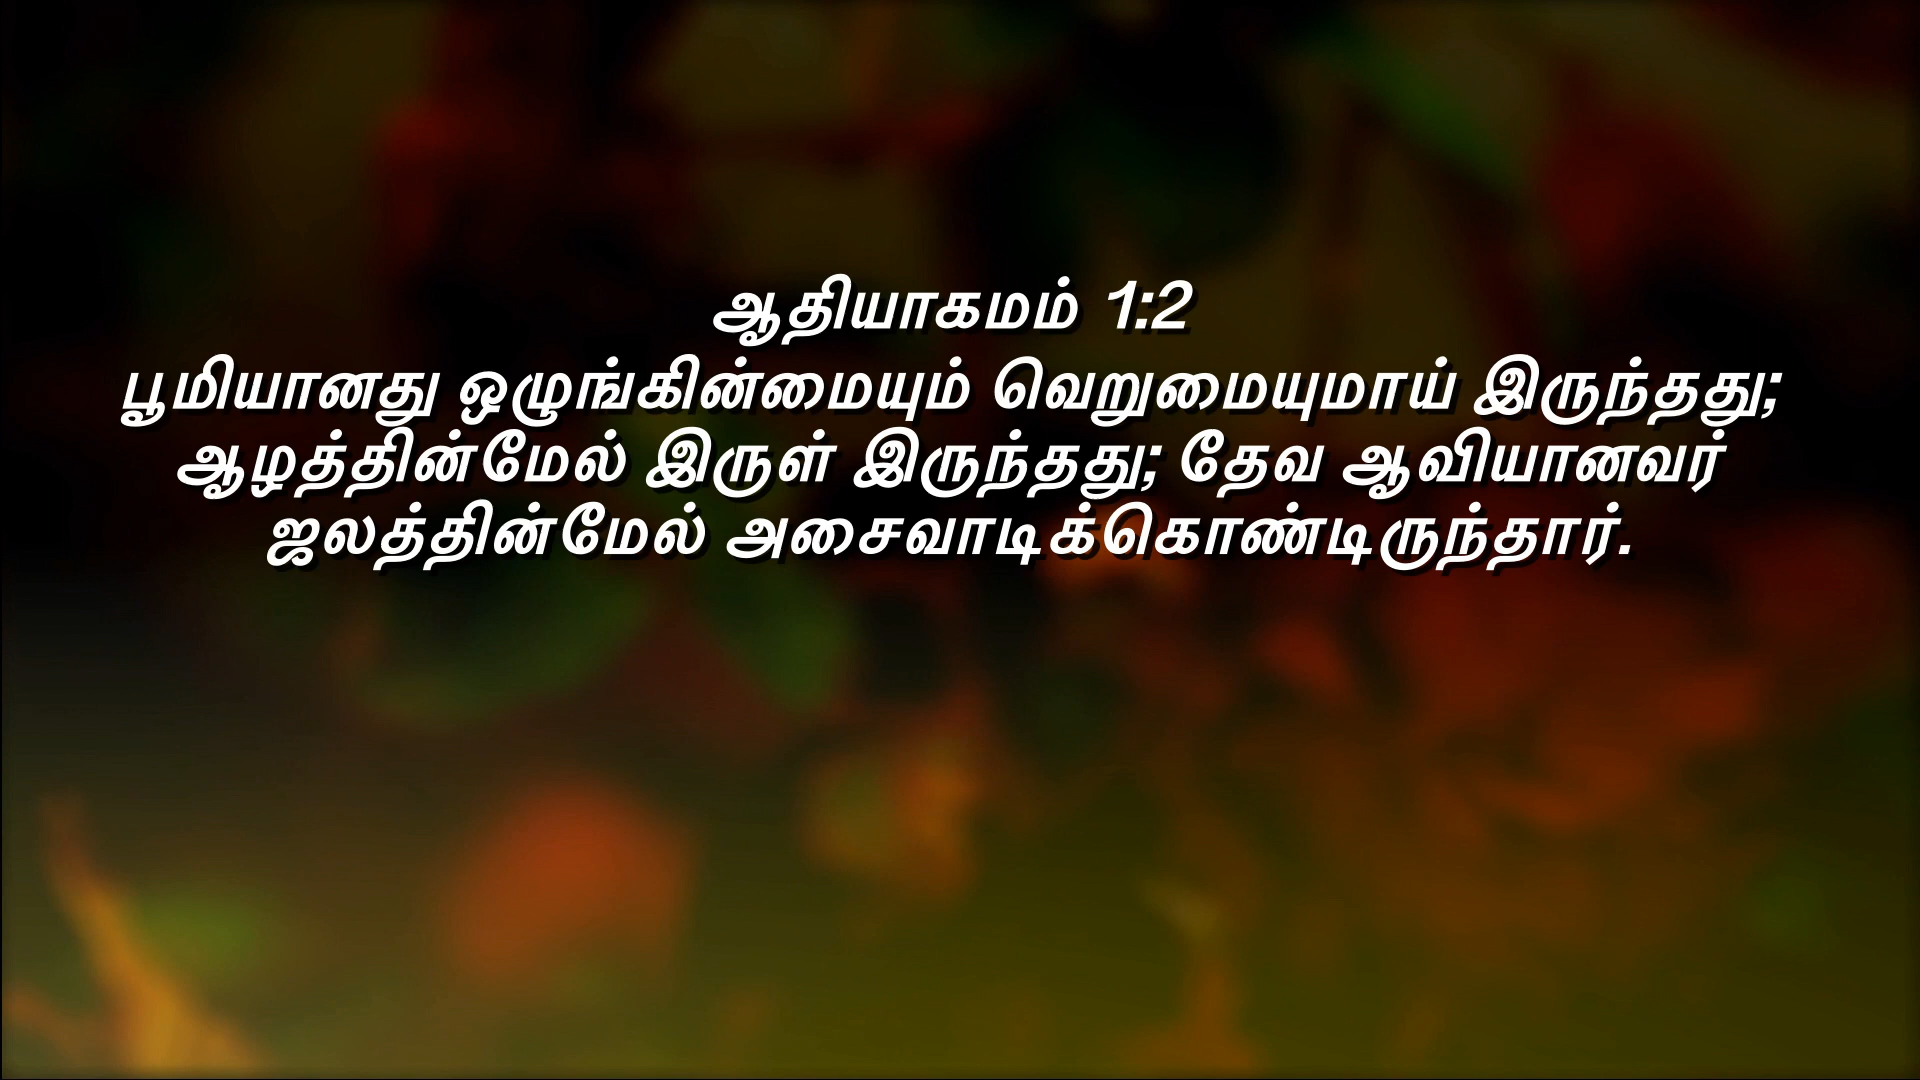 ஆதியாகமம் 1:2
பூமியானது ஒழுங்கின்மையும் வெறுமையுமாய் இருந்தது;
ஆழத்தின்மேல் இருள் இருந்தது; தேவ ஆவியானவர்
ஜலத்தின்மேல் அசைவாடிக்கொண்டிருந்தார்.